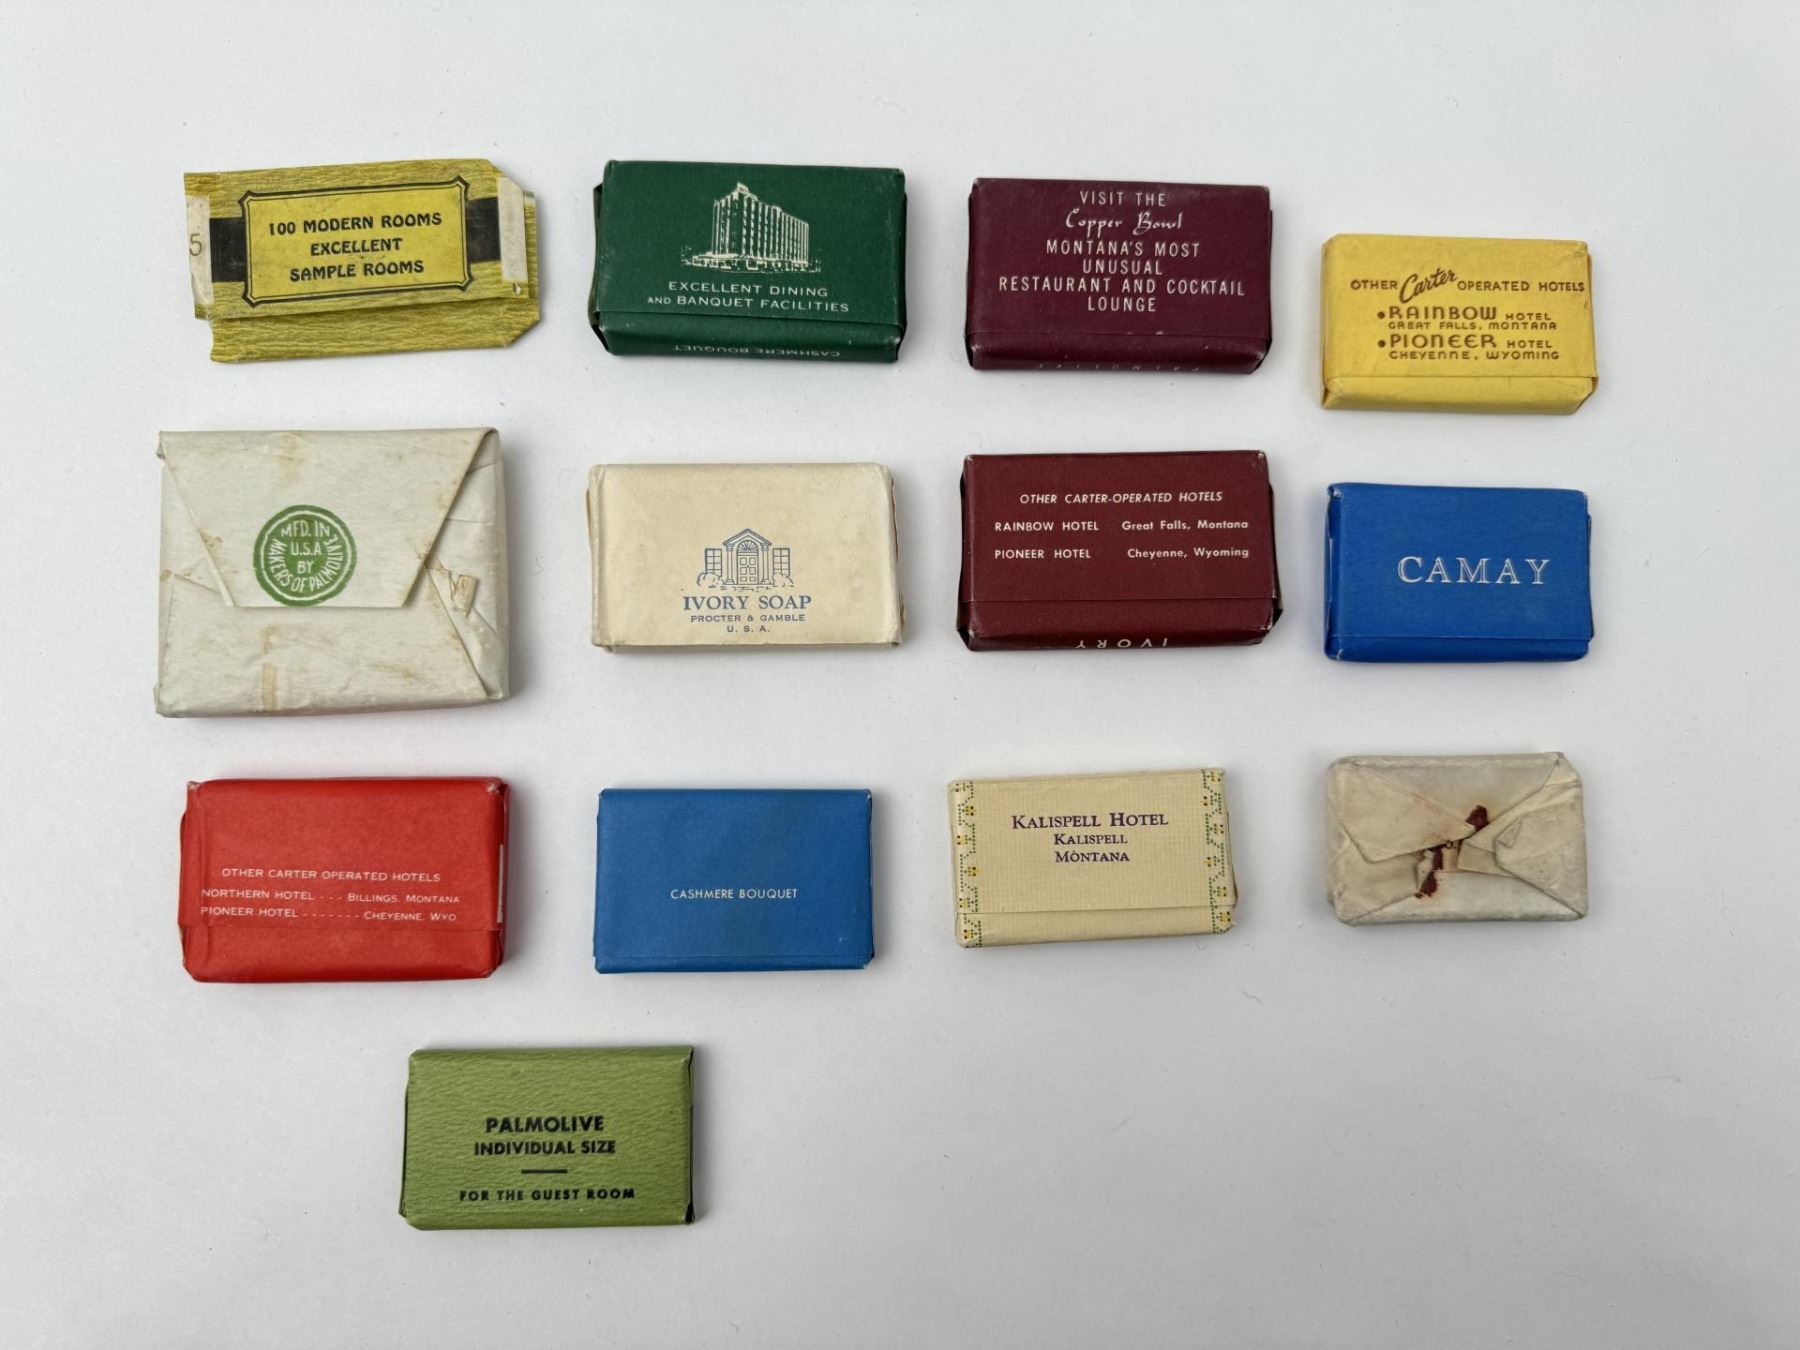 5
100 MODERN ROOMS
EXCELLENT
SAMPLE ROOMS
EXCELLENT DINING
AND BANQUET FACILITIES
CASHMERE BOUQUET
VISIT THE
Copper Bowl
MONTANA'S MOST
UNUSUAL
RESTAURANT AND COCKTAIL
LOUNGE
PALMOLIVE
OTHER Carter OPERATED HOTELS
•RAINBOW HOTEL
GREAT FALLS, MONTANA
•PIONEER HOTEL
CHEYENNE, WYOMING
MFD. IN
U.S.A
BY
MAKERS OF PALMOLIVE
IVORY SOAP
PROCTER & GAMBLE
U. S. A.
OTHER CARTER-OPERATED HOTELS
RAINBOW HOTEL Great Falls, Montana
PIONEER HOTEL Cheyenne, Wyoming
IVORY
CAMAY
OTHER CARTER OPERATED HOTELS
NORTHERN HOTEL - - - BILLINGS, MONTANA
PIONEER HOTEL - - - - - - - CHEYENNE, WYO
CASHMERE BOUQUET
KALISPELL HOTEL
KALISPELL
MONTANA
PALMOLIVE
INDIVIDUAL SIZE
FOR THE GUEST ROOM